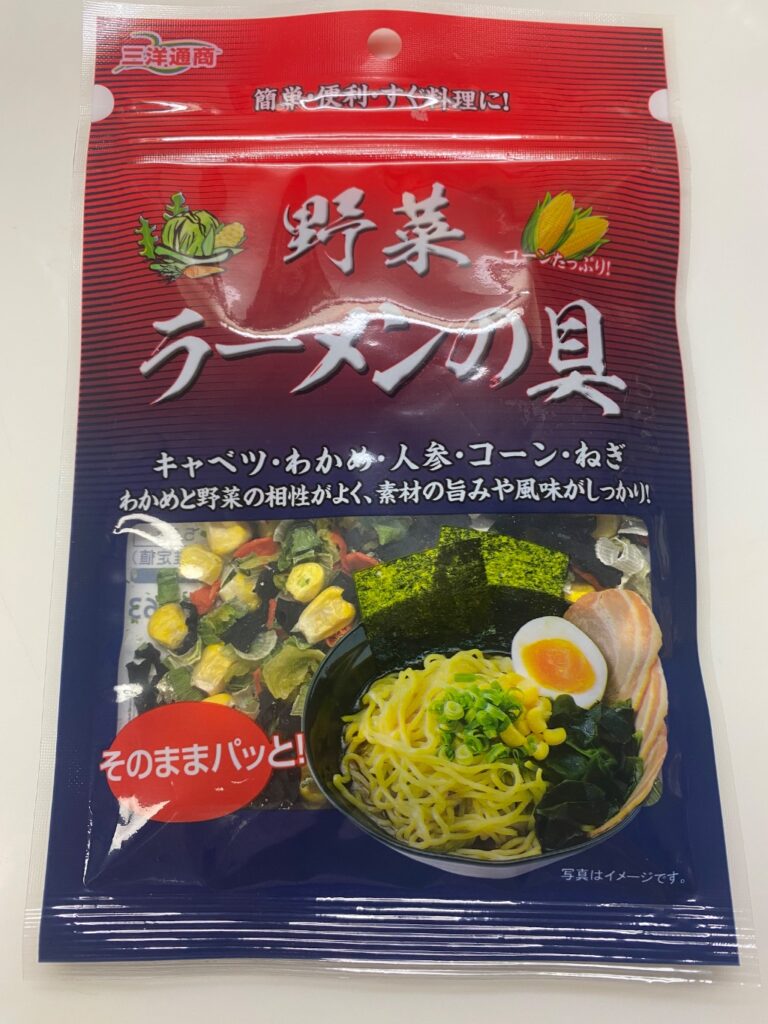 三洋通商
簡単・便利・すぐ料理に!
野菜
コーンたっぷり!
ラーメンの具
キャベツ・わかめ・人参・コーン・ねぎ
わかめと野菜の相性がよく、素材の旨みや風味がしっかり!
そのままパッと!
写真はイメージです。